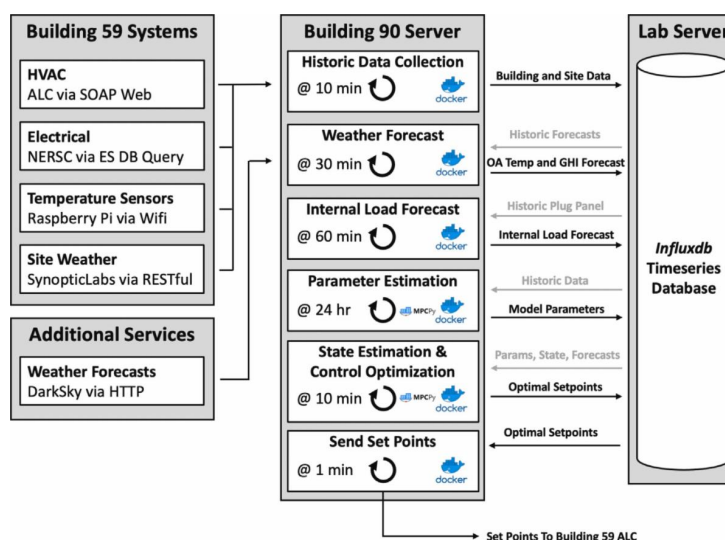 Building 59 Systems
HVAC
ALC via SOAP Web
Electrical
NERSC via ES DB Query
Temperature Sensors
Raspberry Pi via Wifi
Site Weather
SynopticLabs via RESTful
Additional Services
Weather Forecasts
DarkSky via HTTP
Building 90 Server
Historic Data Collection
@ 10 min
docker
Weather Forecast
@ 30 min
docker
Internal Load Forecast
@ 60 min
docker
Parameter Estimation
@ 24 hr
MPCPy
docker
State Estimation &
Control Optimization
@ 10 min
MPCPy
docker
Send Set Points
@ 1 min
docker
Building and Site Data
Historic Forecasts
OA Temp and GHI Forecast
Historic Plug Panel
Internal Load Forecast
Historic Data
Model Parameters
Params, State, Forecasts
Optimal Setpoints
Optimal Setpoints
Set Points To Building 59 ALC
Lab Server
Influxdb
Timeseries
Database